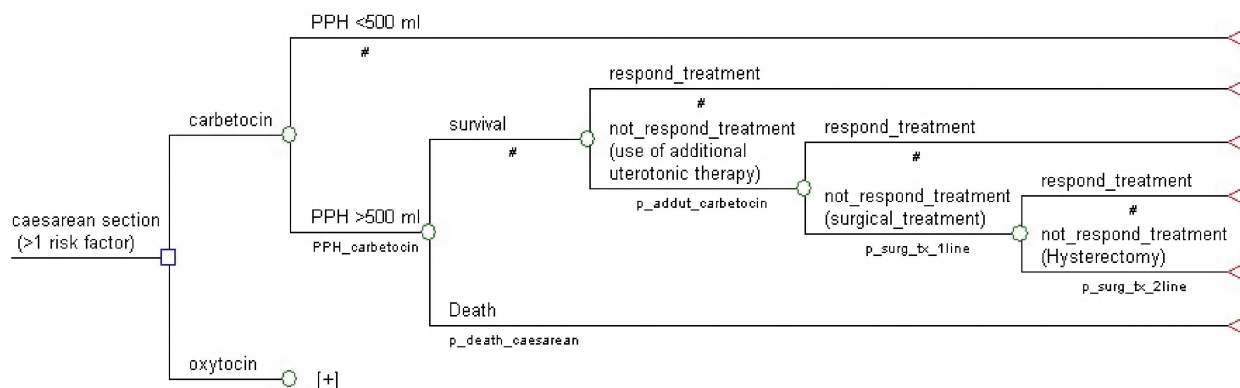 PPH <500 ml
#
respond_treatment
#
carbetocin
survival
#
not_respond_treatment
(use of additional
uterotonic therapy)
p_addut_carbetocin
respond_treatment
#
not_respond_treatment
(surgical_treatment)
p_surg_tx_1line
respond_treatment
#
not_respond_treatment
(Hysterectomy)
p_surg_tx_2line
caesarean section
(>1 risk factor)
PPH >500 ml
PPH_carbetocin
Death
p_death_caesarean
oxytocin
[+]